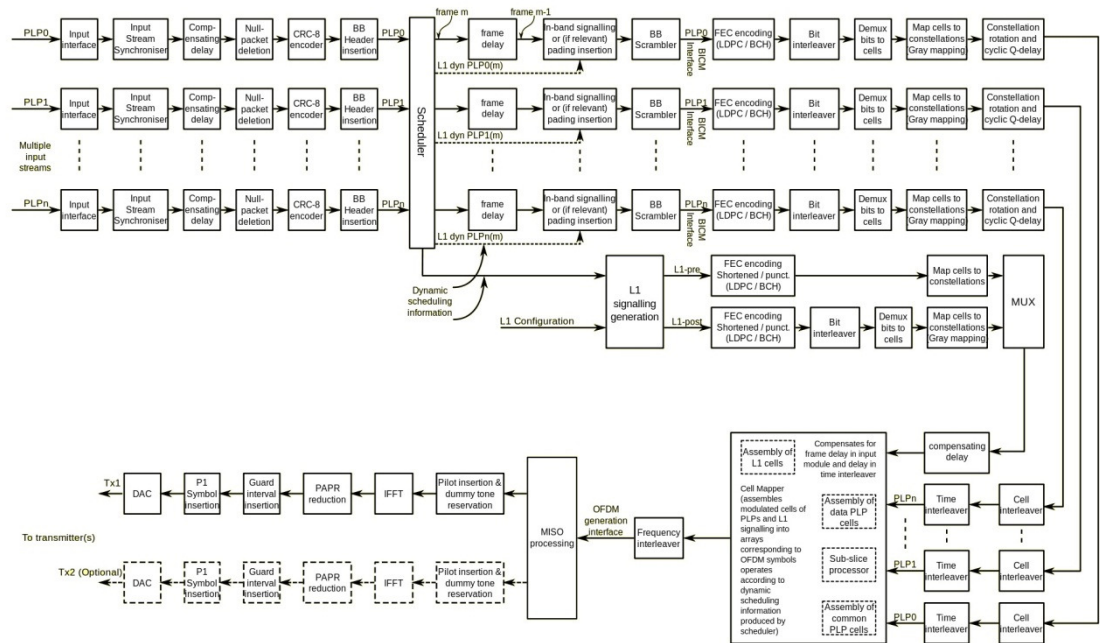 PLP0
Input
interface
Input
Stream
Synchroniser
Comp-
ensating
delay
Null-
packet
deletion
CRC-8
encoder
BB
Header
insertion
PLP0
frame m
frame
delay
frame m-1
In-band signalling
or (if relevant)
pading insertion
L1 dyn PLP0(m)
BB
Scrambler
PLP0
BICM
Interface
FEC encoding
(LDPC / BCH)
Bit
interleaver
Demux
bits to
cells
Map cells to
constellations
Gray mapping
Constellation
rotation and
cyclic Q-delay
Scheduler
PLP1
Input
interface
Input
Stream
Synchroniser
Comp-
ensating
delay
Null-
packet
deletion
CRC-8
encoder
BB
Header
insertion
PLP1
frame
delay
In-band signalling
or (if relevant)
pading insertion
L1 dyn PLP1(m)
BB
Scrambler
PLP1
BICM
Interface
FEC encoding
(LDPC / BCH)
Bit
interleaver
Demux
bits to
cells
Map cells to
constellations
Gray mapping
Constellation
rotation and
cyclic Q-delay
Multiple
input
streams
PLPn
Input
interface
Input
Stream
Synchroniser
Comp-
ensating
delay
Null-
packet
deletion
CRC-8
encoder
BB
Header
insertion
PLPn
frame
delay
In-band signalling
or (if relevant)
pading insertion
L1 dyn PLPn(m)
BB
Scrambler
PLPn
BICM
Interface
FEC encoding
(LDPC / BCH)
Bit
interleaver
Demux
bits to
cells
Map cells to
constellations
Gray mapping
Constellation
rotation and
cyclic Q-delay
Dynamic
scheduling
information
L1 Configuration
L1
signalling
generation
L1-pre
FEC encoding
Shortened / punct.
(LDPC / BCH)
Map cells to
constellations
MUX
L1-post
FEC encoding
Shortened / punct.
(LDPC / BCH)
Bit
interleaver
Demux
bits to
cells
Map cells to
constellations
Gray mapping
Assembly of
L1 cells
Compensates for
frame delay in input
module and delay in
time interleaver
compensating
delay
Cell Mapper
(assembles
modulated cells of
PLPs and L1
signalling into
arrays
corresponding to
OFDM symbols
operates
according to
dynamic
scheduling
information
produced by
scheduler)
Assembly
of data PLP
cells
Sub-slice
processor
Assembly of
common
PLP cells
PLPn
Time
interleaver
Cell
interleaver
PLP1
Time
interleaver
Cell
interleaver
PLP0
Time
interleaver
Cell
interleaver
Tx1
DAC
P1
Symbol
insertion
Guard
interval
insertion
PAPR
reduction
IFFT
Pilot insertion &
dummy tone
reservation
MISO
processing
OFDM
generation
interface
Frequency
interleaver
To transmitter(s)
Tx2 (Optional)
DAC
P1
Symbol
insertion
Guard
interval
insertion
PAPR
reduction
IFFT
Pilot insertion &
dummy tone
reservation